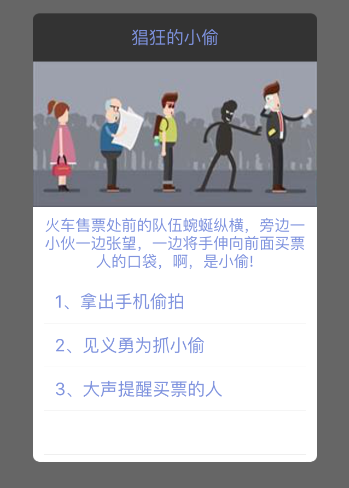 猖狂的小偷
火车售票处前的队伍蜿蜒纵横，旁边一
小伙一边张望，一边将手伸向前面买票
人的口袋，啊，是小偷!
1、拿出手机偷拍
2、见义勇为抓小偷
3、大声提醒买票的人